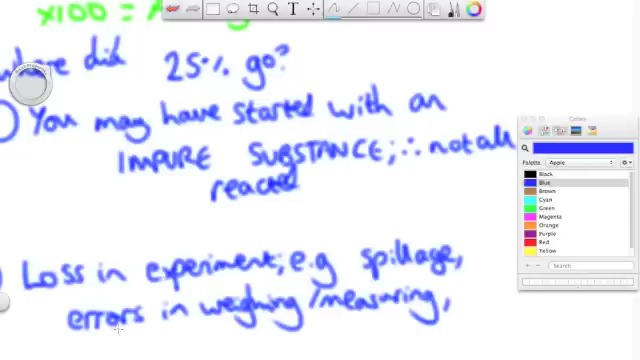 x100 =
where did 25% go?
You may have started with an
IMPURE SUBSTANCE; ∴ not all
reacted
Loss in experiment; e.g spillage,
errors in weighing/measuring,
Colors
Palette: Apple
Black
Blue
Brown
Cyan
Green
Magenta
Orange
Purple
Red
Yellow
Search